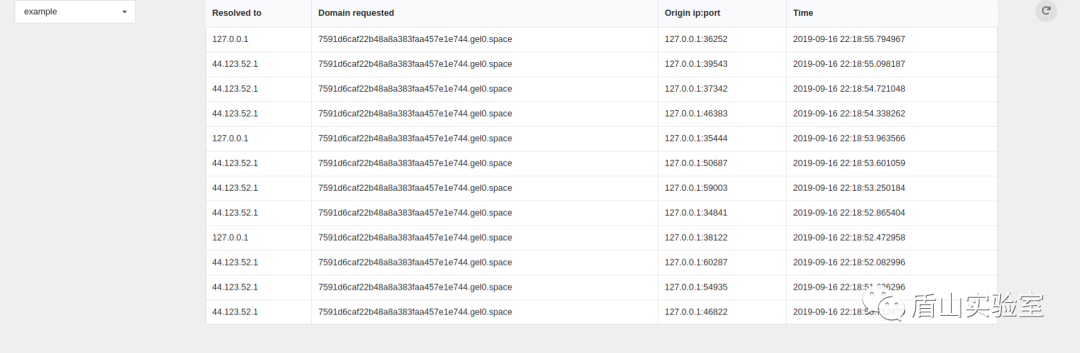 example
Resolved to Domain requested Origin ip:port Time
127.0.0.1 7591d6caf22b48a8a383faa457e1e744.gel0.space 127.0.0.1:36252 2019-09-16 22:18:55.794967
44.123.52.1 7591d6caf22b48a8a383faa457e1e744.gel0.space 127.0.0.1:39543 2019-09-16 22:18:55.098187
44.123.52.1 7591d6caf22b48a8a383faa457e1e744.gel0.space 127.0.0.1:37342 2019-09-16 22:18:54.721048
44.123.52.1 7591d6caf22b48a8a383faa457e1e744.gel0.space 127.0.0.1:46383 2019-09-16 22:18:54.338262
127.0.0.1 7591d6caf22b48a8a383faa457e1e744.gel0.space 127.0.0.1:35444 2019-09-16 22:18:53.963566
44.123.52.1 7591d6caf22b48a8a383faa457e1e744.gel0.space 127.0.0.1:50687 2019-09-16 22:18:53.601059
44.123.52.1 7591d6caf22b48a8a383faa457e1e744.gel0.space 127.0.0.1:59003 2019-09-16 22:18:53.250184
44.123.52.1 7591d6caf22b48a8a383faa457e1e744.gel0.space 127.0.0.1:34841 2019-09-16 22:18:52.865404
127.0.0.1 7591d6caf22b48a8a383faa457e1e744.gel0.space 127.0.0.1:38122 2019-09-16 22:18:52.472958
44.123.52.1 7591d6caf22b48a8a383faa457e1e744.gel0.space 127.0.0.1:60287 2019-09-16 22:18:52.082996
44.123.52.1 7591d6caf22b48a8a383faa457e1e744.gel0.space 127.0.0.1:54935 2019-09-16
44.123.52.1 7591d6caf22b48a8a383faa457e1e744.gel0.space 127.0.0.1:46822 2019-09-16
盾山实验室